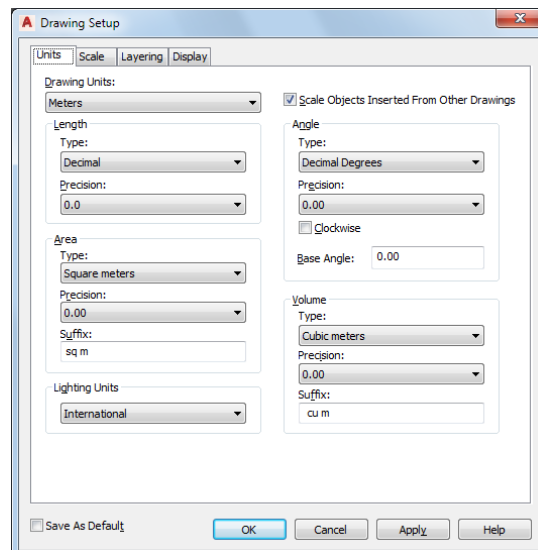 Drawing Setup
Units Scale Layering Display
Drawing Units:
Meters
Scale Objects Inserted From Other Drawings
Length
Type:
Decimal
Precision:
0.0
Angle
Type:
Decimal Degrees
Precision:
0.00
Clockwise
Base Angle: 0.00
Area
Type:
Square meters
Precision:
0.00
Suffix:
sq m
Volume
Type:
Cubic meters
Precision:
0.00
Suffix:
cu m
Lighting Units
International
Save As Default
OK Cancel Apply Help